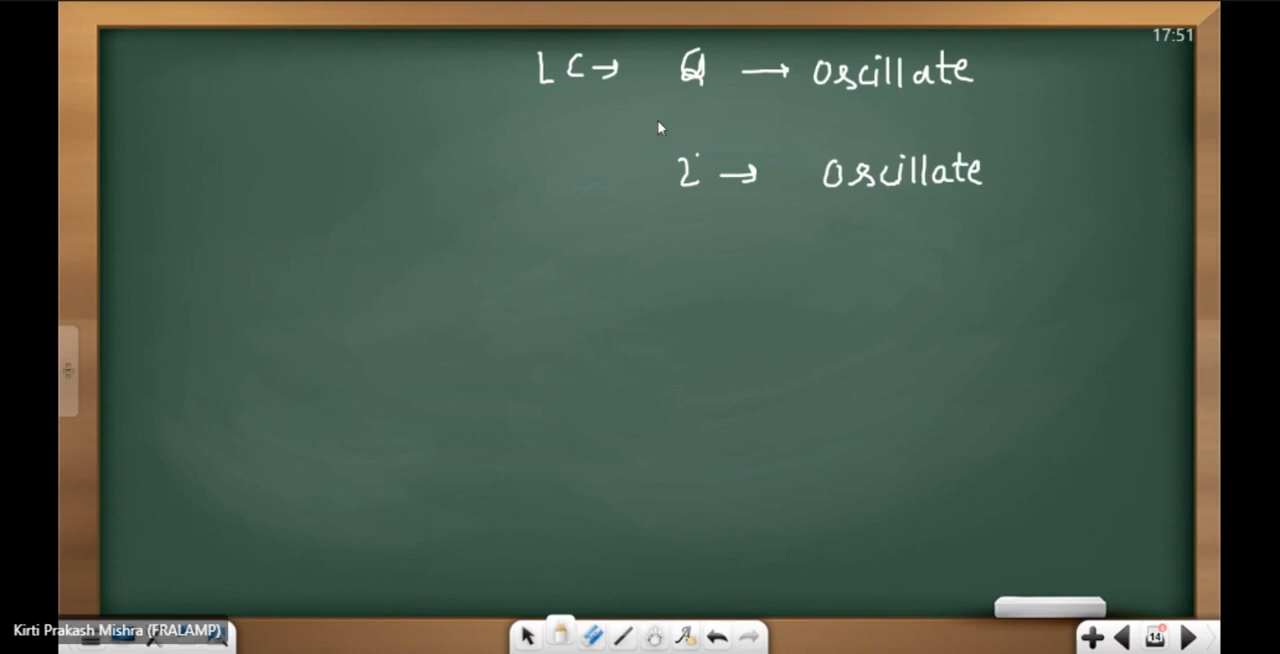 17:51
LC → Q → oscillate
i → oscillate
Kirti Prakash Mishra (FRALAMP)
14